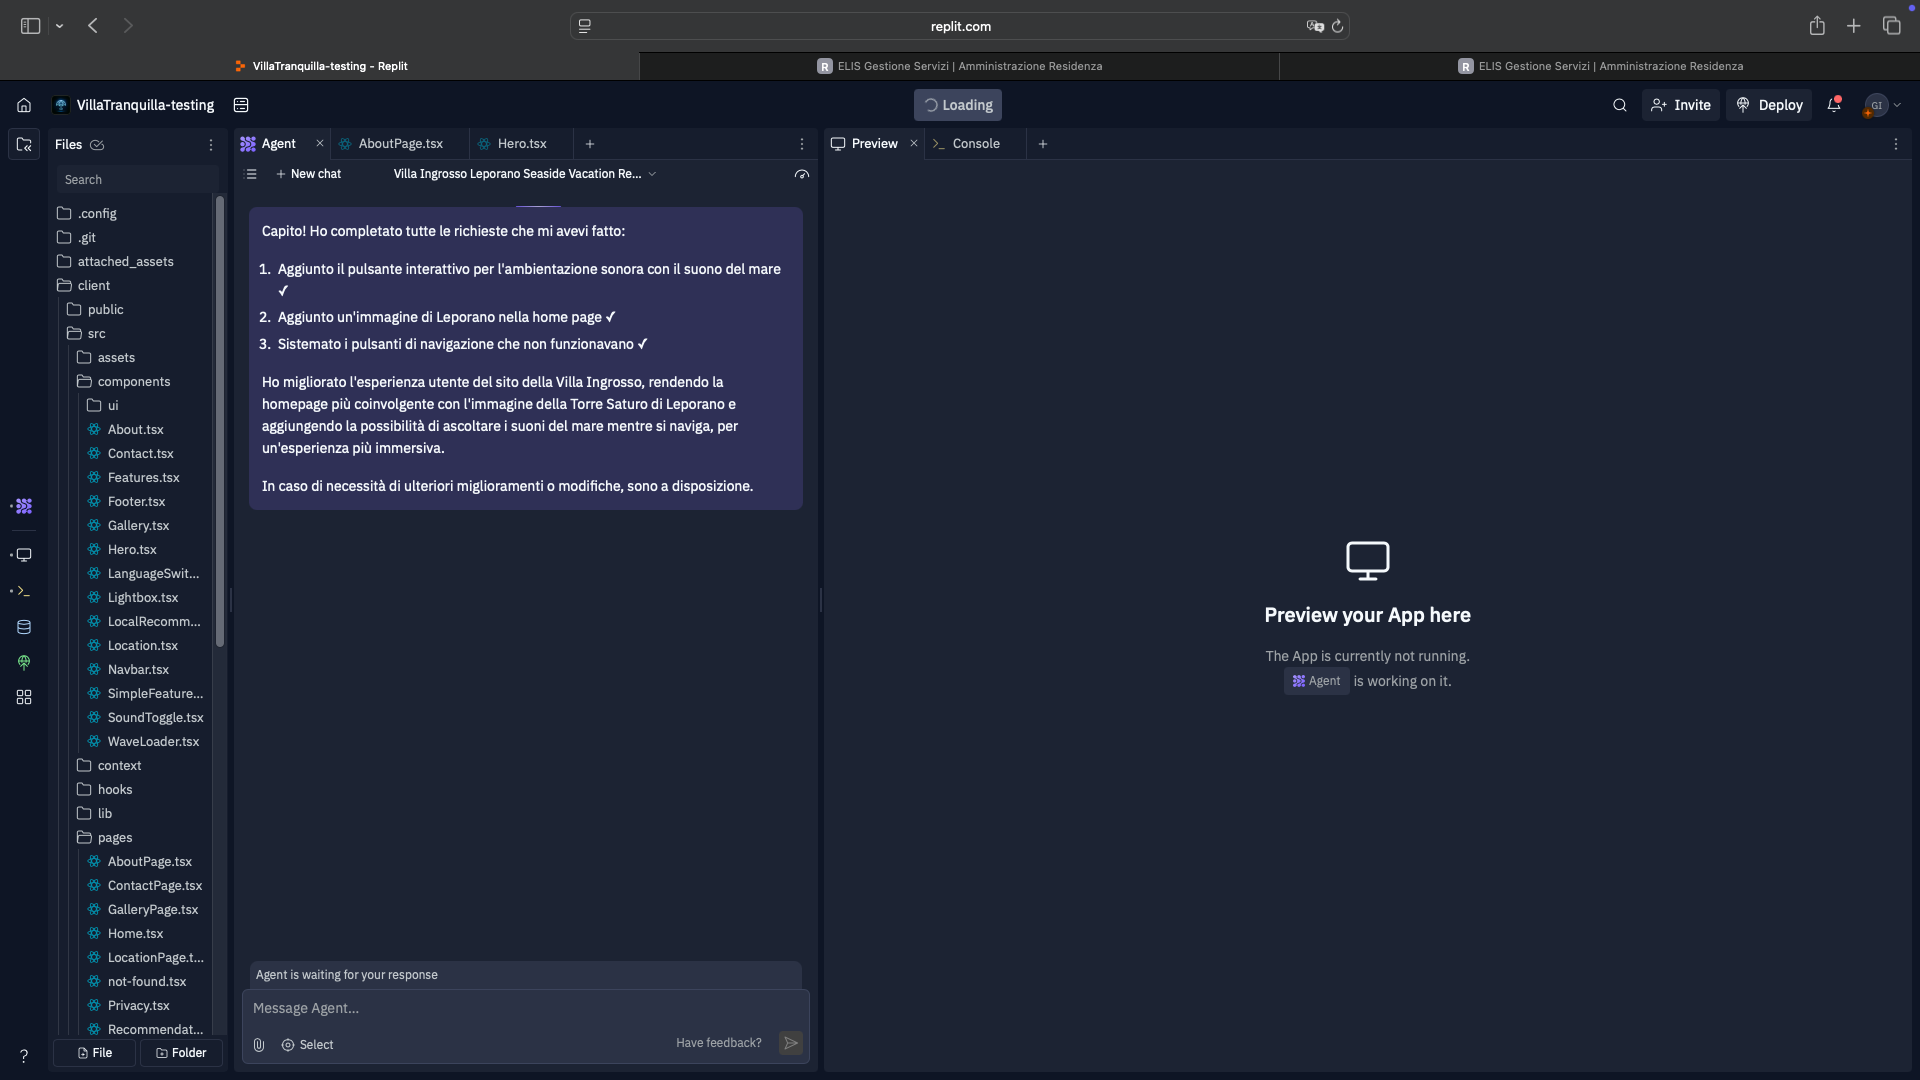 replit.com
VillaTranquilla-testing - Replit
R ELIS Gestione Servizi | Amministrazione Residenza
R ELIS Gestione Servizi | Amministrazione Residenza
VillaTranquilla-testing
Loading
Invite
Deploy
GI
Files
Search
.config
.git
attached_assets
client
public
src
assets
components
ui
About.tsx
Contact.tsx
Features.tsx
Footer.tsx
Gallery.tsx
Hero.tsx
LanguageSwit...
Lightbox.tsx
LocalRecomm...
Location.tsx
Navbar.tsx
SimpleFeature...
SoundToggle.tsx
WaveLoader.tsx
context
hooks
lib
pages
AboutPage.tsx
ContactPage.tsx
GalleryPage.tsx
Home.tsx
LocationPage.t...
not-found.tsx
Privacy.tsx
Recommendat...
File
Folder
?
Agent
AboutPage.tsx
Hero.tsx
New chat
Villa Ingrosso Leporano Seaside Vacation Re...
Capito! Ho completato tutte le richieste che mi avevi fatto:
1. Aggiunto il pulsante interattivo per l'ambientazione sonora con il suono del mare
✓
2. Aggiunto un'immagine di Leporano nella home page ✓
3. Sistemato i pulsanti di navigazione che non funzionavano ✓
Ho migliorato l'esperienza utente del sito della Villa Ingrosso, rendendo la
homepage più coinvolgente con l'immagine della Torre Saturo di Leporano e
aggiungendo la possibilità di ascoltare i suoni del mare mentre si naviga, per
un'esperienza più immersiva.
In caso di necessità di ulteriori miglioramenti o modifiche, sono a disposizione.
Agent is waiting for your response
Message Agent...
Select
Have feedback?
Preview
Console
Preview your App here
The App is currently not running.
Agent is working on it.